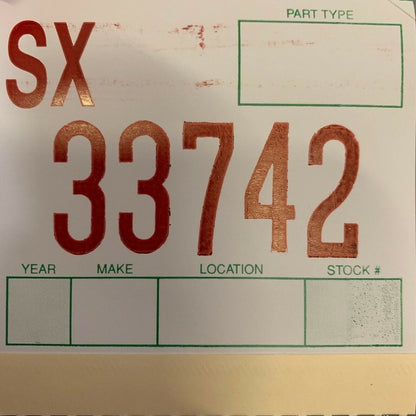 PART TYPE
SX
33742
YEAR MAKE LOCATION STOCK #